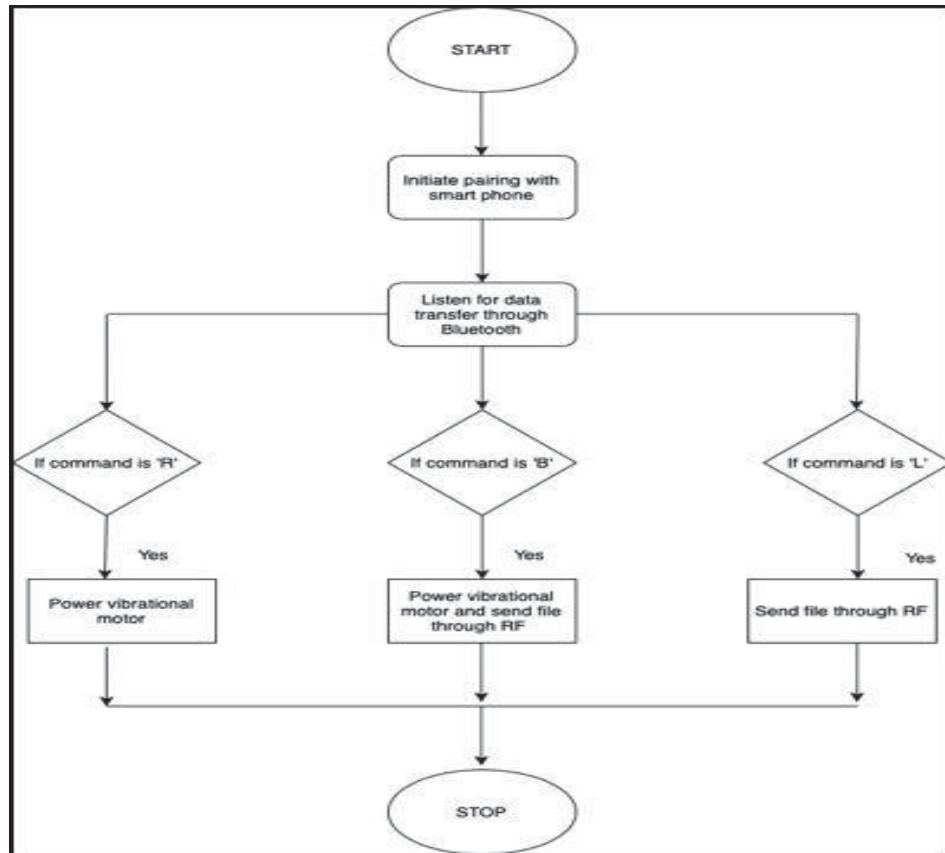 START
Initiate pairing with
smart phone
Listen for data
transfer through
Bluetooth
If command is 'R'
If command is 'B'
If command is 'L'
Yes
Yes
Yes
Power vibrational
motor
Power vibrational
motor and send file
through RF
Send file through RF
STOP